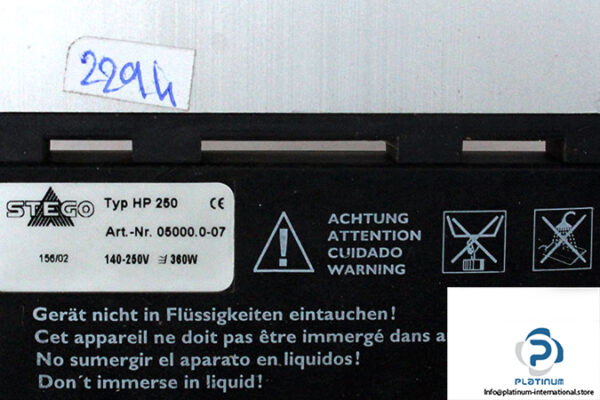 2294
STEGO
Typ HP 250 CE
Art.-Nr. 05000.0-07
156/02 140-250V 360W
ACHTUNG
ATTENTION
CUIDADO
WARNING
Gerät nicht in Flüssigkeiten eintauchen!
Cet appareil ne doit pas être immergé dans
No sumergir el aparato en liquidos!
Don´t immerse in liquid!
PLATINUM
Info@platinum-international.store